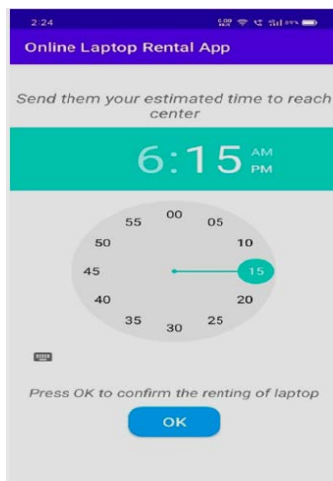 2:24
Online Laptop Rental App
Send them your estimated time to reach
center
6:15 AM
PM
00
55 05
50 10
45 15
40 20
35 25
30
Press OK to confirm the renting of laptop
OK